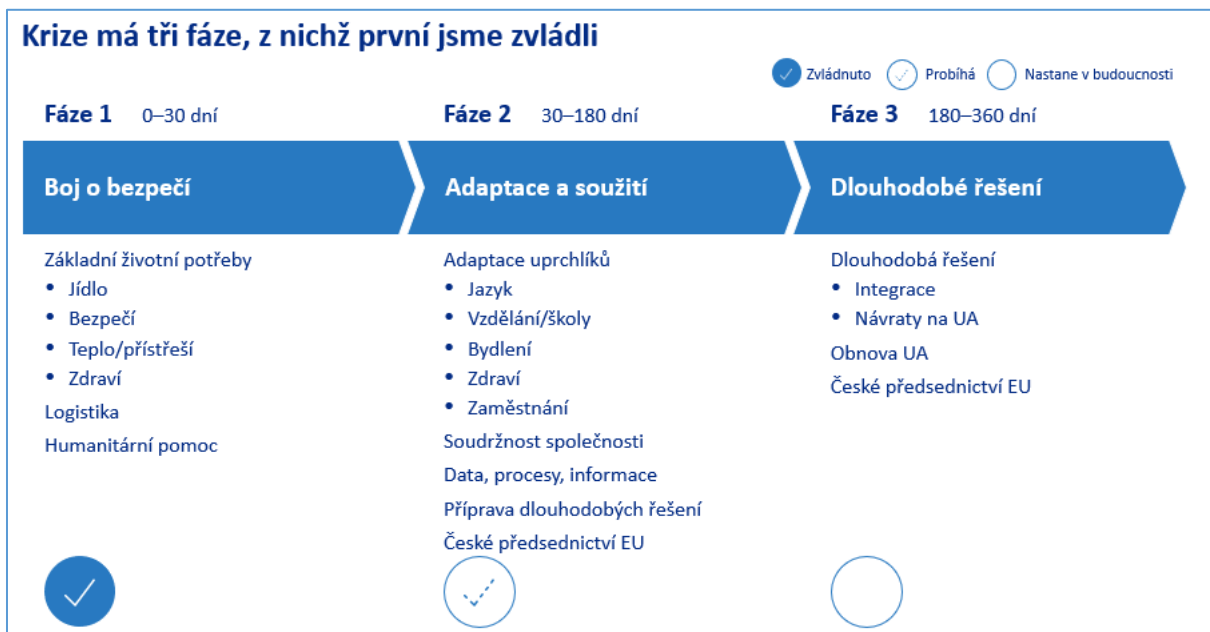 Krize má tři fáze, z nichž první jsme zvládli
Zvládnuto Probíhá Nastane v budoucnosti
Fáze 1 0–30 dní
Boj o bezpečí
Základní životní potřeby
• Jídlo
• Bezpečí
• Teplo/přístřeší
• Zdraví
Logistika
Humanitární pomoc
Fáze 2 30–180 dní
Adaptace a soužití
Adaptace uprchlíků
• Jazyk
• Vzdělání/školy
• Bydlení
• Zdraví
• Zaměstnání
Soudržnost společnosti
Data, procesy, informace
Příprava dlouhodobých řešení
České předsednictví EU
Fáze 3 180–360 dní
Dlouhodobé řešení
Dlouhodobá řešení
• Integrace
• Návraty na UA
Obnova UA
České předsednictví EU